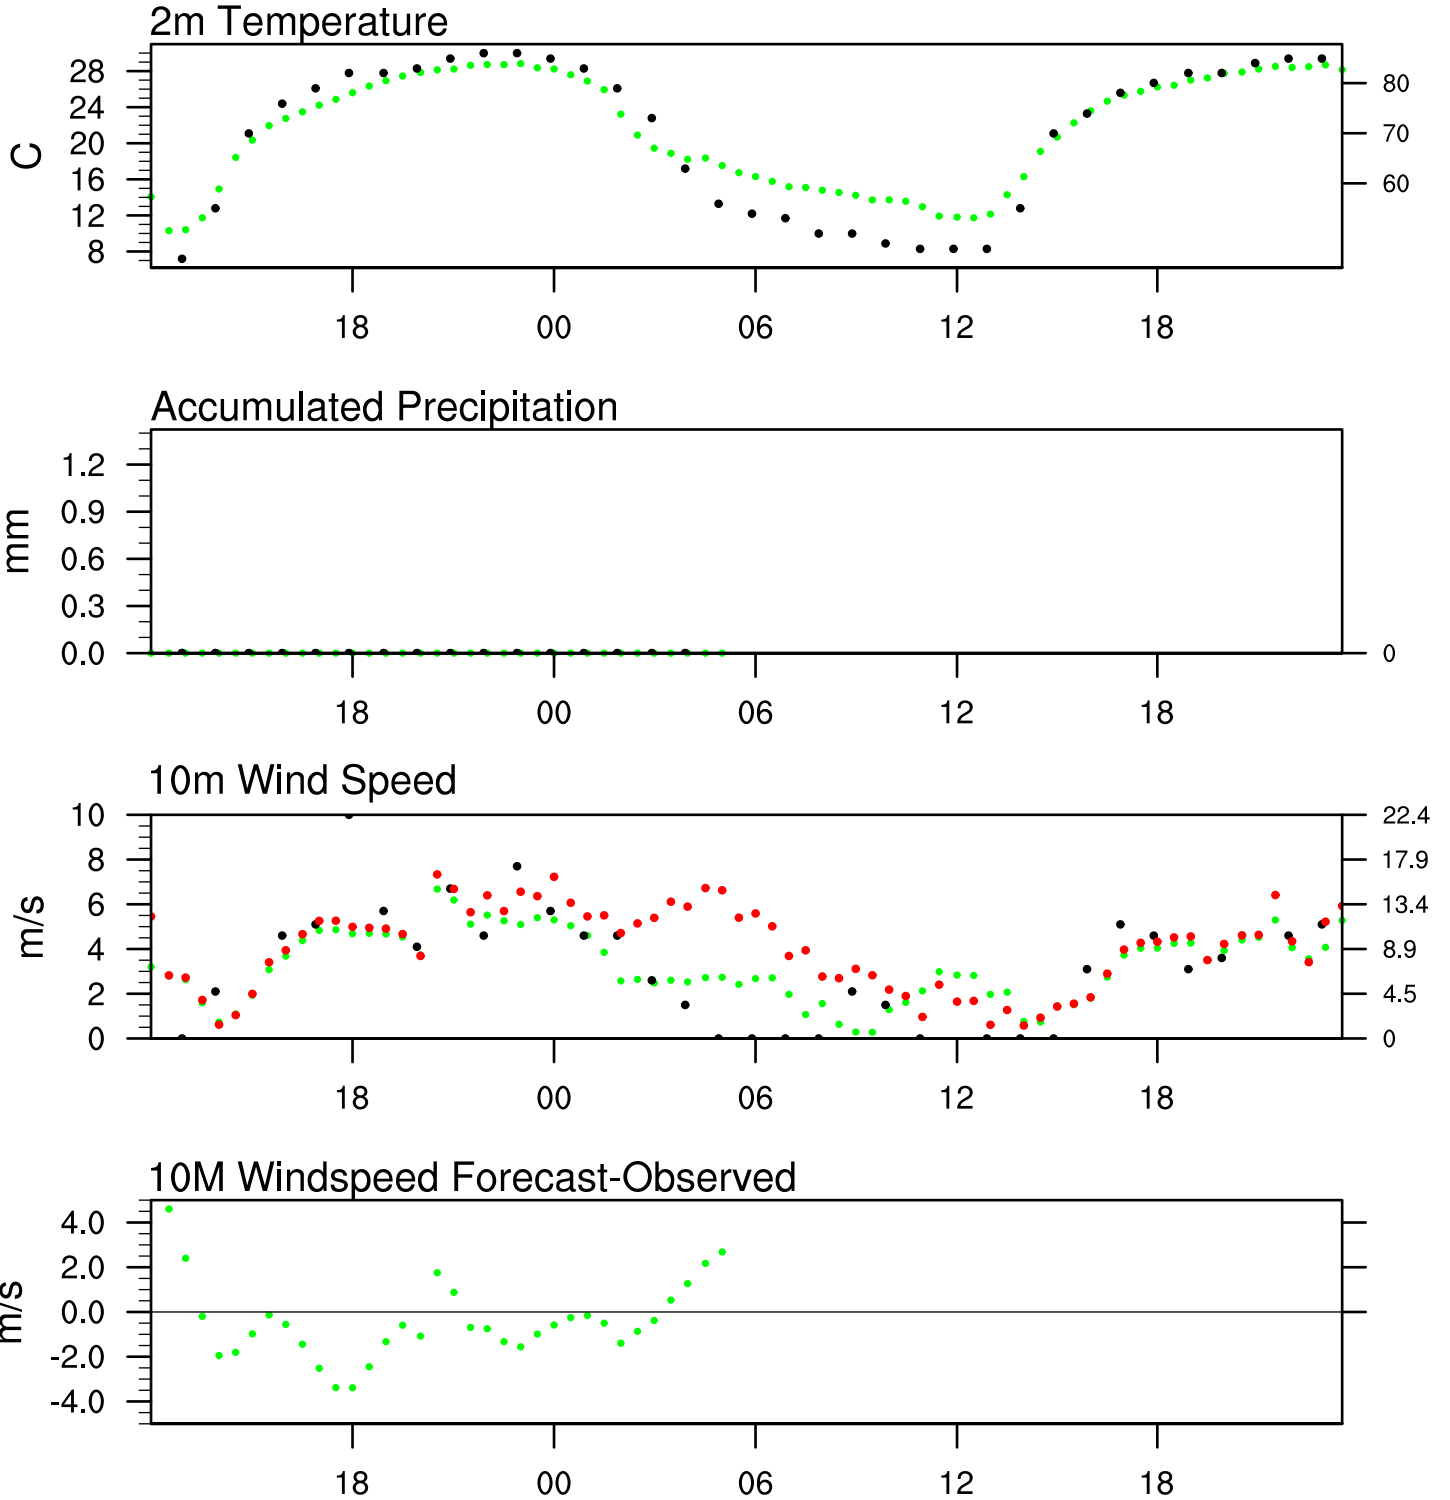 2m Temperature
28
24
20
16
12
8
C
80
70
60
18 00 06 12 18
Accumulated Precipitation
1.2
0.9
0.6
0.3
0.0
mm
0
18 00 06 12 18
10m Wind Speed
10
8
6
4
2
0
m/s
22.4
17.9
13.4
8.9
4.5
0
18 00 06 12 18
10M Windspeed Forecast-Observed
4.0
2.0
0.0
-2.0
-4.0
m/s
18 00 06 12 18